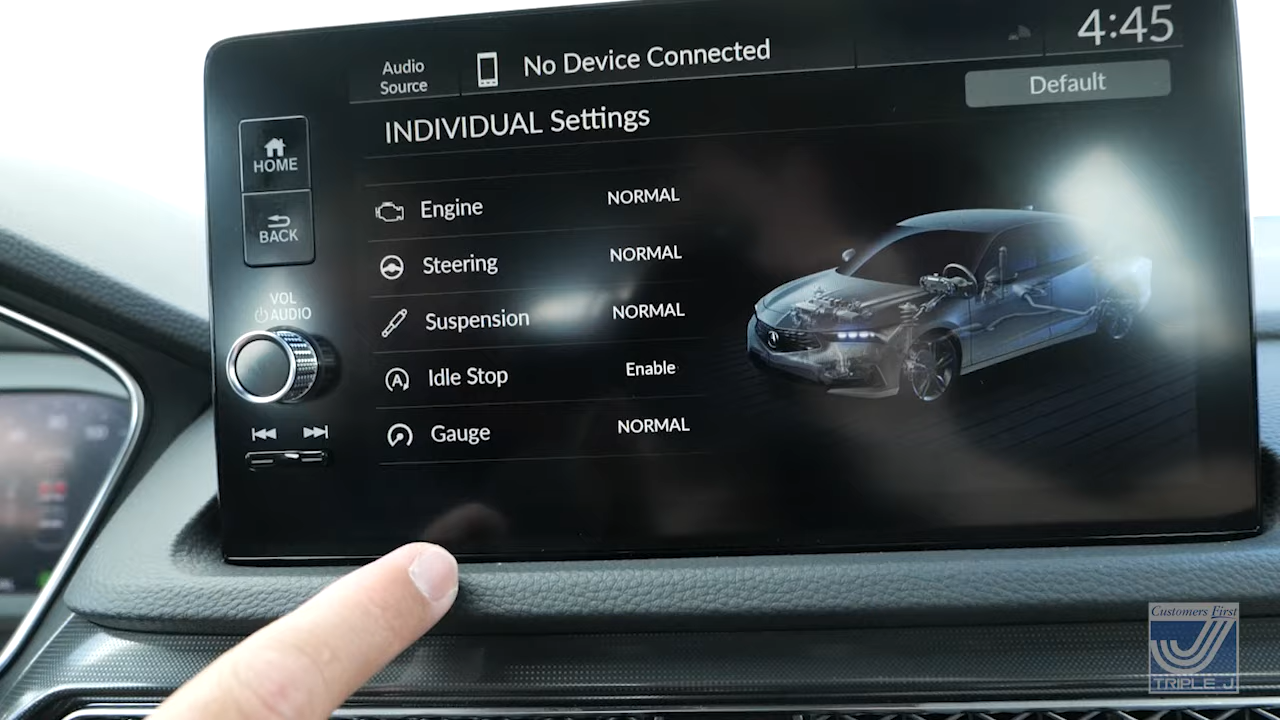 4:45
Audio
Source
No Device Connected
Default
INDIVIDUAL Settings
HOME
BACK
VOL
AUDIO
Engine NORMAL
Steering NORMAL
Suspension NORMAL
Idle Stop Enable
Gauge NORMAL
Customers First
TRIPLE J